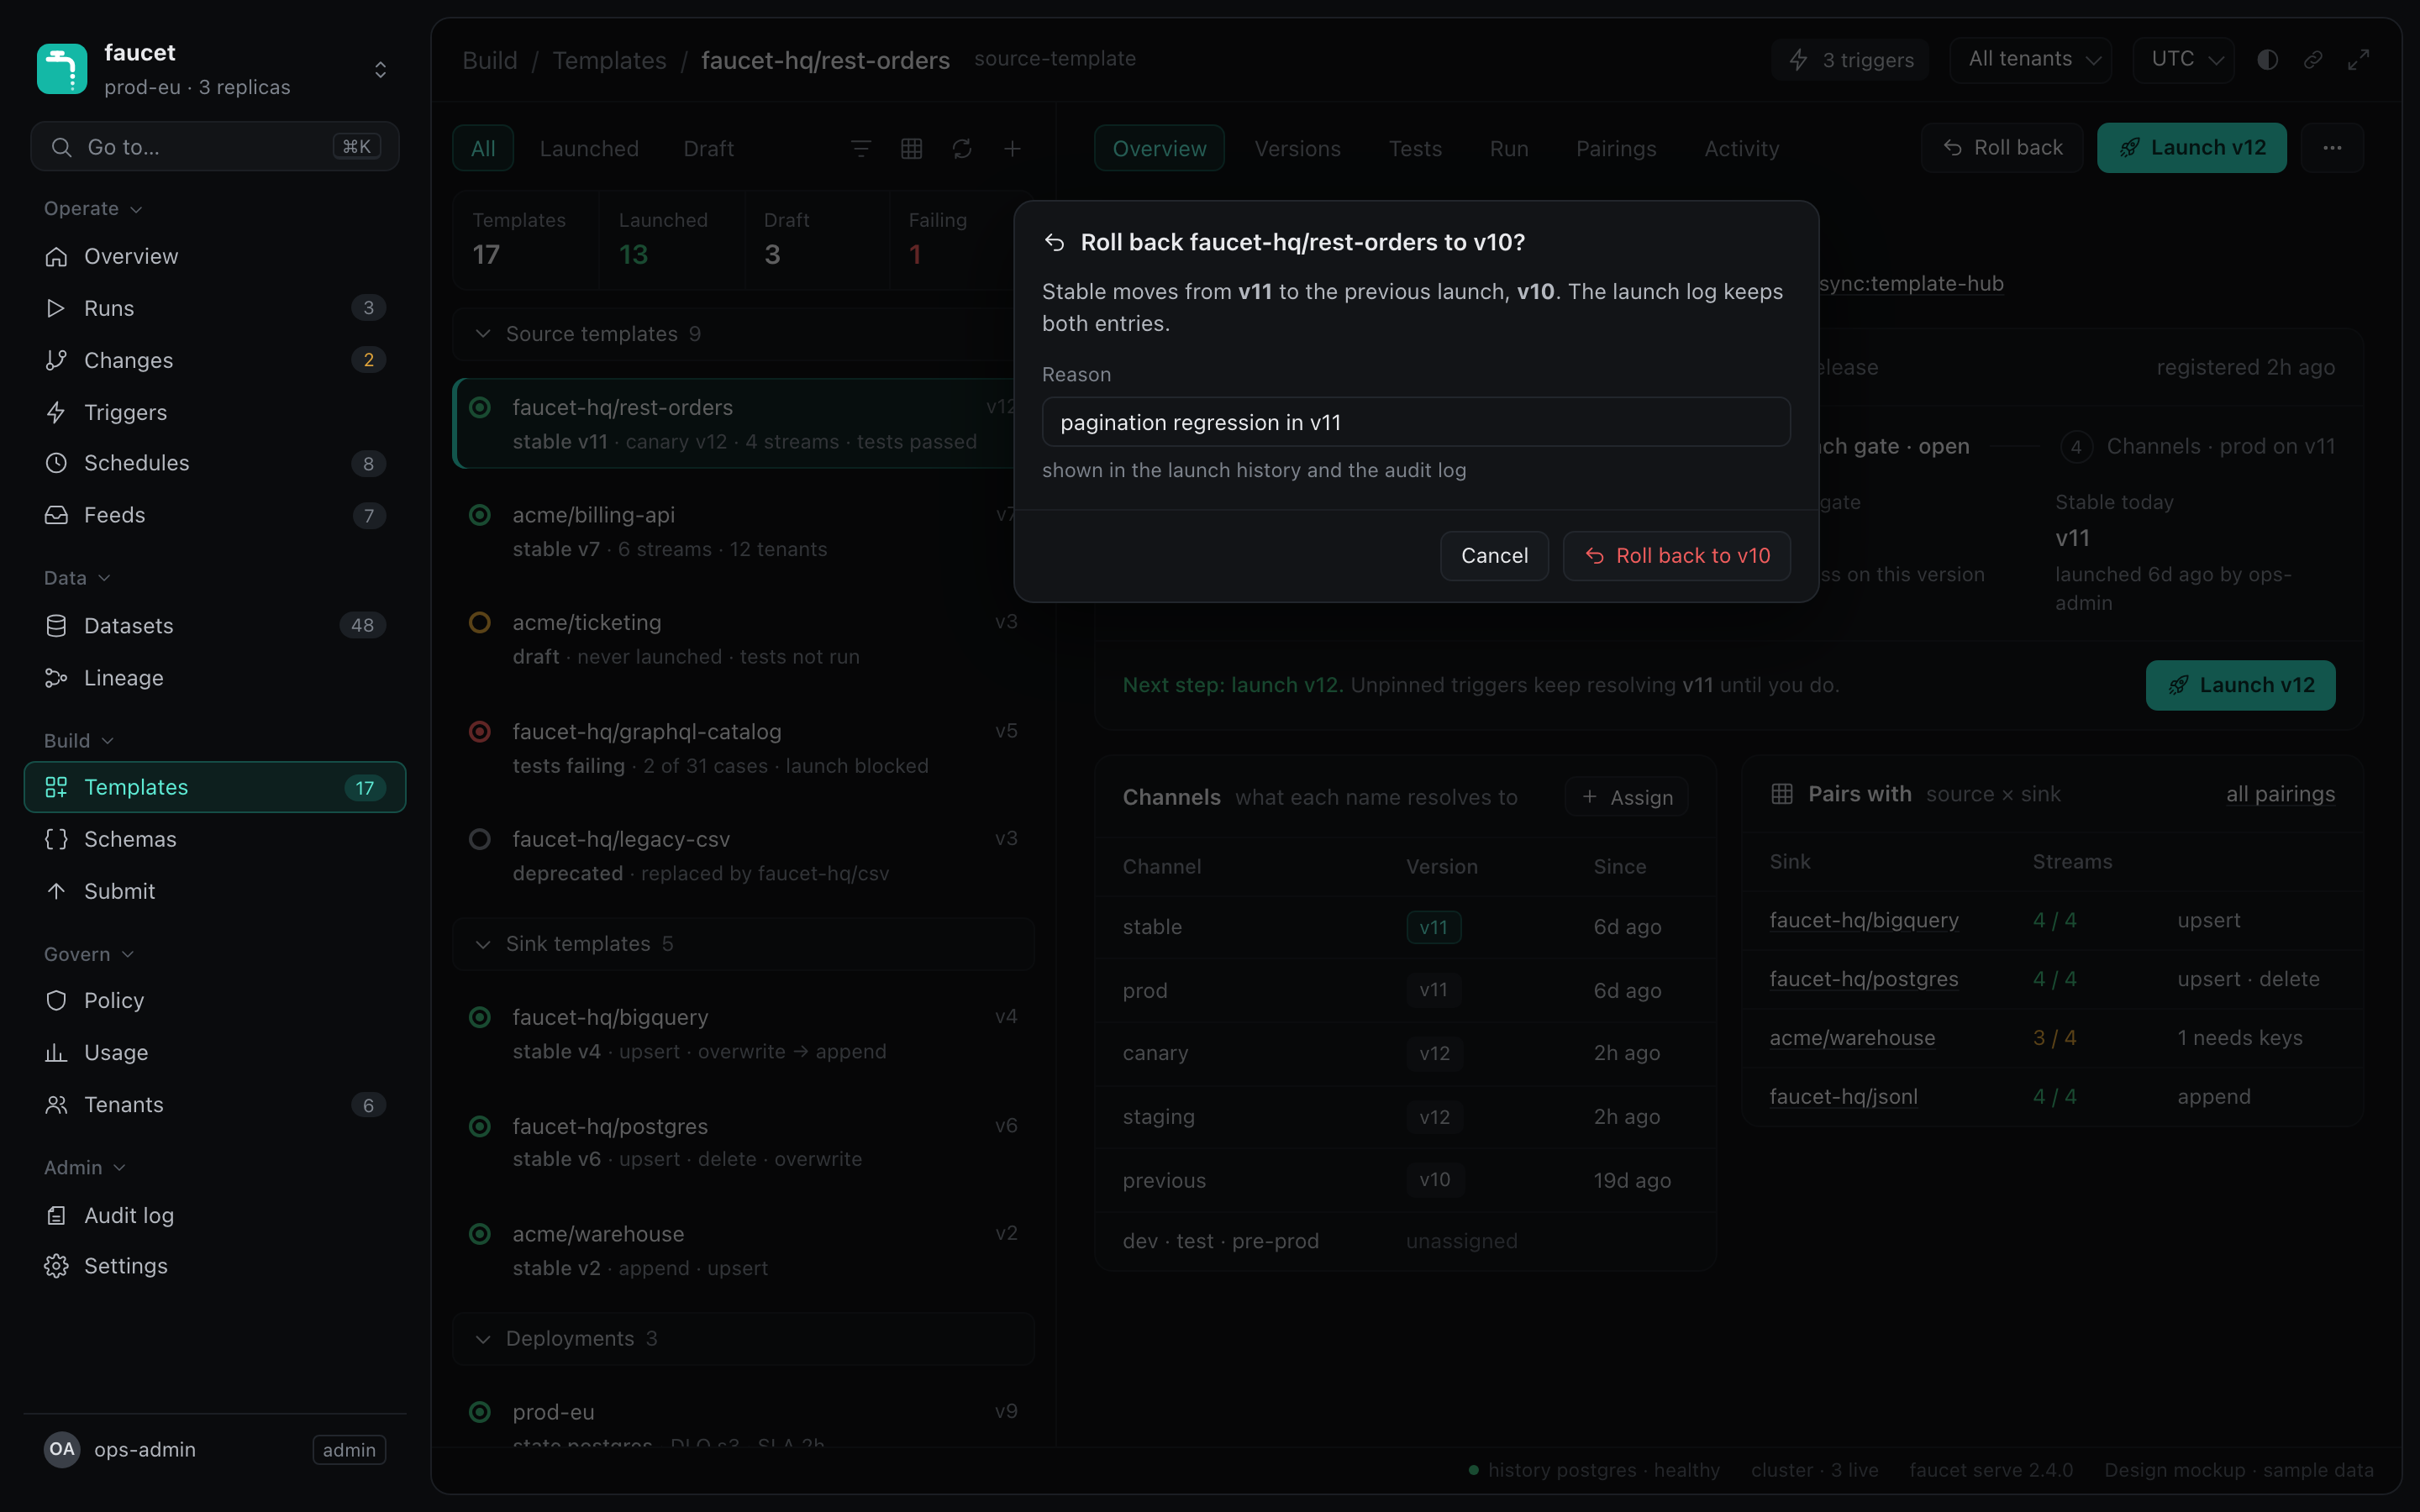 faucet
prod-eu · 3 replicas
Go to...
⌘K
Operate
Overview
Runs 3
Changes 2
Triggers
Schedules 8
Feeds 7
Data
Datasets 48
Lineage
Build
Templates 17
Schemas
Submit
Govern
Policy
Usage
Tenants 6
Admin
Audit log
Settings
OA ops-admin admin
Build / Templates / faucet-hq/rest-orders source-template
3 triggers
All tenants
UTC
All Launched Draft
Templates Launched Draft Failing
17 13 3 1
Source templates 9
faucet-hq/rest-orders v12
stable v11 · canary v12 · 4 streams · tests passed
acme/billing-api v7
stable v7 · 6 streams · 12 tenants
acme/ticketing v3
draft · never launched · tests not run
faucet-hq/graphql-catalog v5
tests failing · 2 of 31 cases · launch blocked
faucet-hq/legacy-csv v3
deprecated · replaced by faucet-hq/csv
Sink templates 5
faucet-hq/bigquery v4
stable v4 · upsert · overwrite → append
faucet-hq/postgres v6
stable v6 · upsert · delete · overwrite
acme/warehouse v2
stable v2 · append · upsert
Deployments 3
prod-eu v9
state postgres · DLQ s3 · SLA 2h
Overview Versions Tests Run Pairings Activity
Roll back
Launch v12
Roll back faucet-hq/rest-orders to v10?
Stable moves from v11 to the previous launch, v10. The launch log keeps
both entries.
Reason
pagination regression in v11
shown in the launch history and the audit log
Cancel
Roll back to v10
sync:template-hub
registered 2h ago
gate · open
4 Channels · prod on v11
gate
Stable today
v11
on this version
launched 6d ago by ops-
admin
Next step: launch v12. Unpinned triggers keep resolving v11 until you do.
Launch v12
Channels what each name resolves to
Assign
Channel Version Since
stable v11 6d ago
prod v11 6d ago
canary v12 2h ago
staging v12 2h ago
previous v10 19d ago
dev · test · pre-prod unassigned
Pairs with source × sink
all pairings
Sink Streams
faucet-hq/bigquery 4 / 4 upsert
faucet-hq/postgres 4 / 4 upsert · delete
acme/warehouse 3 / 4 1 needs keys
faucet-hq/jsonl 4 / 4 append
history postgres · healthy
cluster · 3 live
faucet serve 2.4.0
Design mockup · sample data